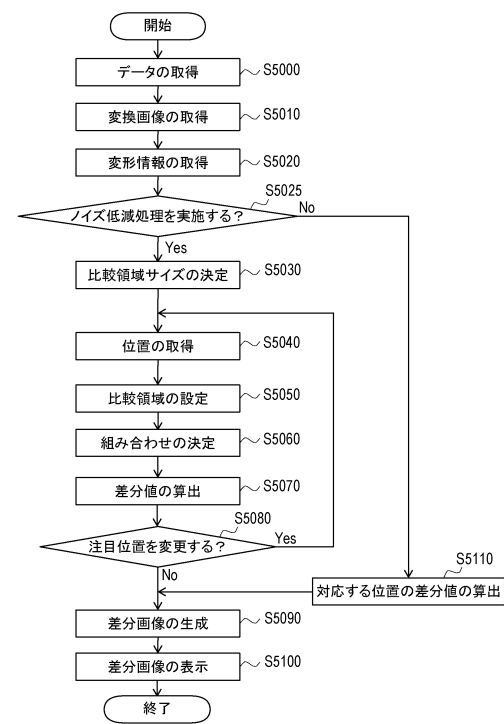 開始
データの取得
S5000
変換画像の取得
S5010
変形情報の取得
S5020
S5025
ノイズ低減処理を実施する？
No
Yes
比較領域サイズの決定
S5030
位置の取得
S5040
比較領域の設定
S5050
組み合わせの決定
S5060
差分値の算出
S5070
S5080
注目位置を変更する？
Yes
No
S5110
対応する位置の差分値の算出
差分画像の生成
S5090
差分画像の表示
S5100
終了